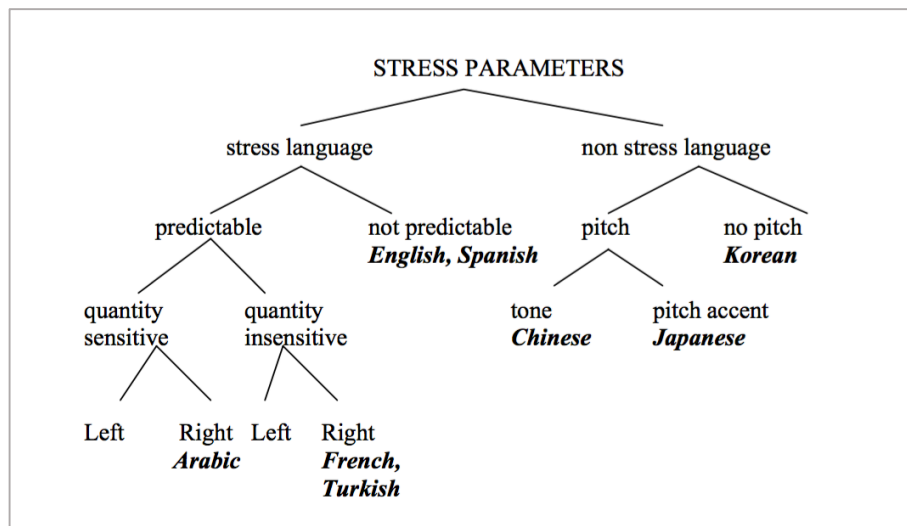 STRESS PARAMETERS
stress language
non stress language
predictable
not predictable
English, Spanish
pitch
no pitch
Korean
quantity
sensitive
quantity
insensitive
tone
Chinese
pitch accent
Japanese
Left
Right
Arabic
Left
Right
French,
Turkish